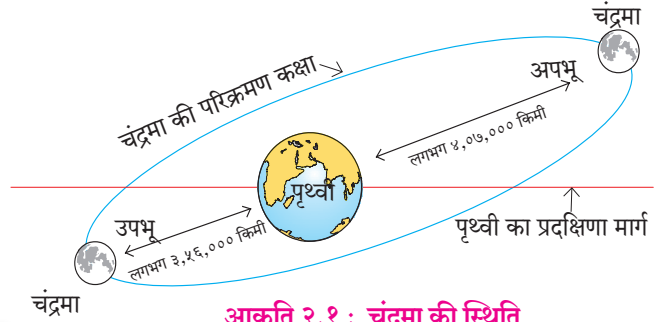 चंद्रमा
अपभू
चंद्रमा की परिक्रमण कक्षा
लगभग ४,०७,००० किमी
पृथ्वी
उपभू
लगभग ३,५६,००० किमी
पृथ्वी का प्रदक्षिणा मार्ग
चंद्रमा
आकृति २.१ : चंद्रमा की स्थिति